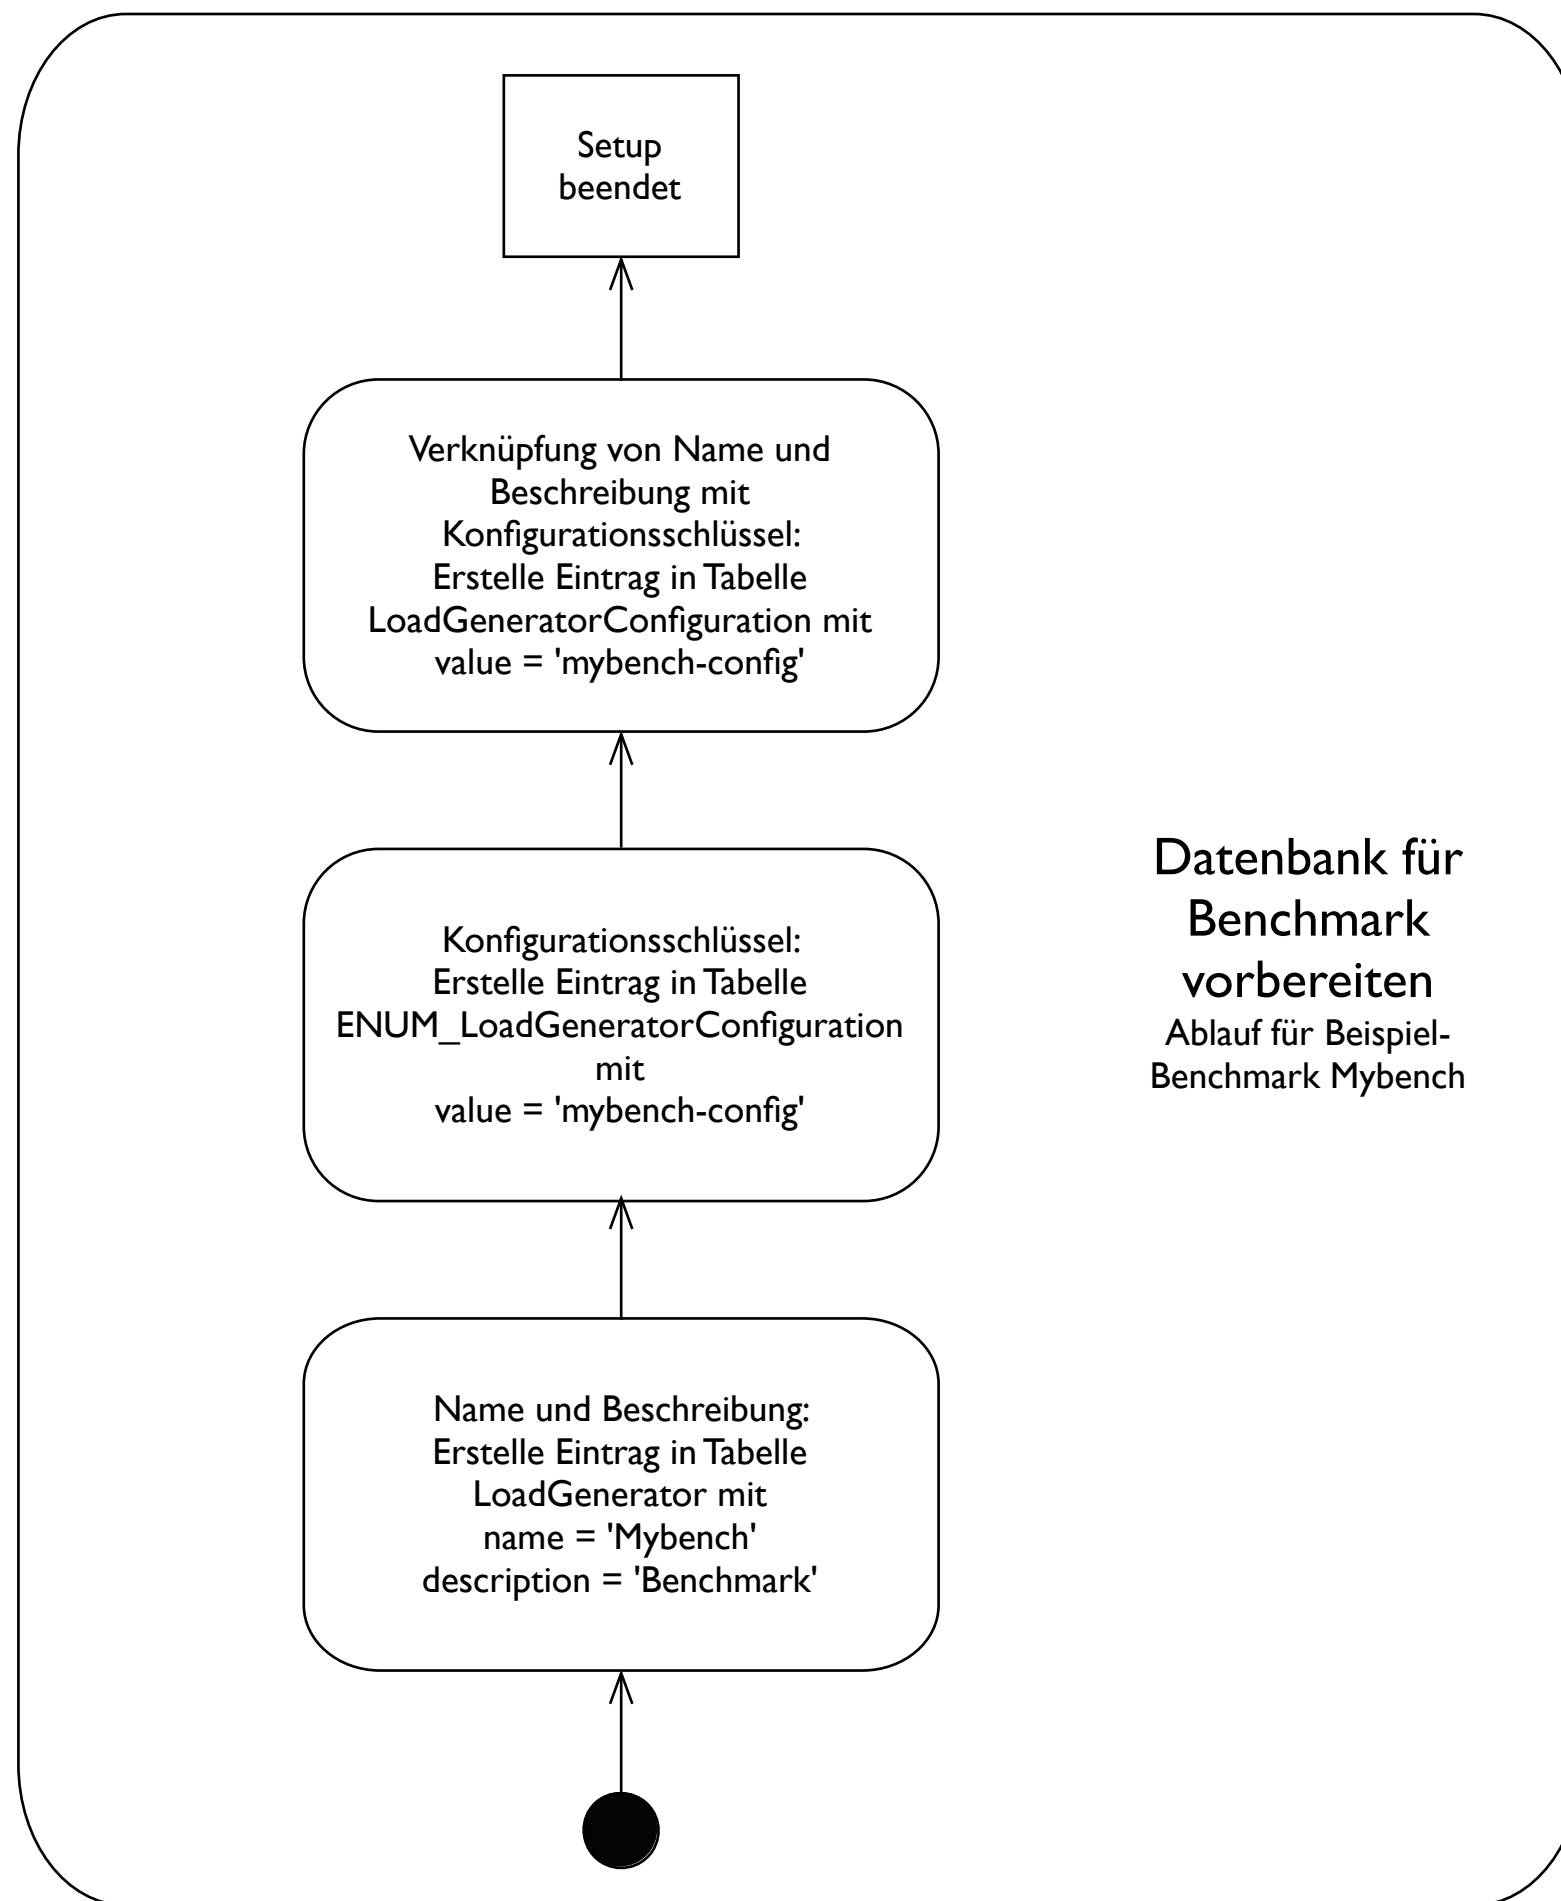 Setup
beendet
Verknüpfung von Name und
Beschreibung mit
Konfigurationsschlüssel:
Erstelle Eintrag in Tabelle
LoadGeneratorConfiguration mit
value = 'mybench-config'
Konfigurationsschlüssel:
Erstelle Eintrag in Tabelle
ENUM_LoadGeneratorConfiguration
mit
value = 'mybench-config'
Datenbank für
Benchmark
vorbereiten
Ablauf für Beispiel-
Benchmark Mybench
Name und Beschreibung:
Erstelle Eintrag in Tabelle
LoadGenerator mit
name = 'Mybench'
description = 'Benchmark'